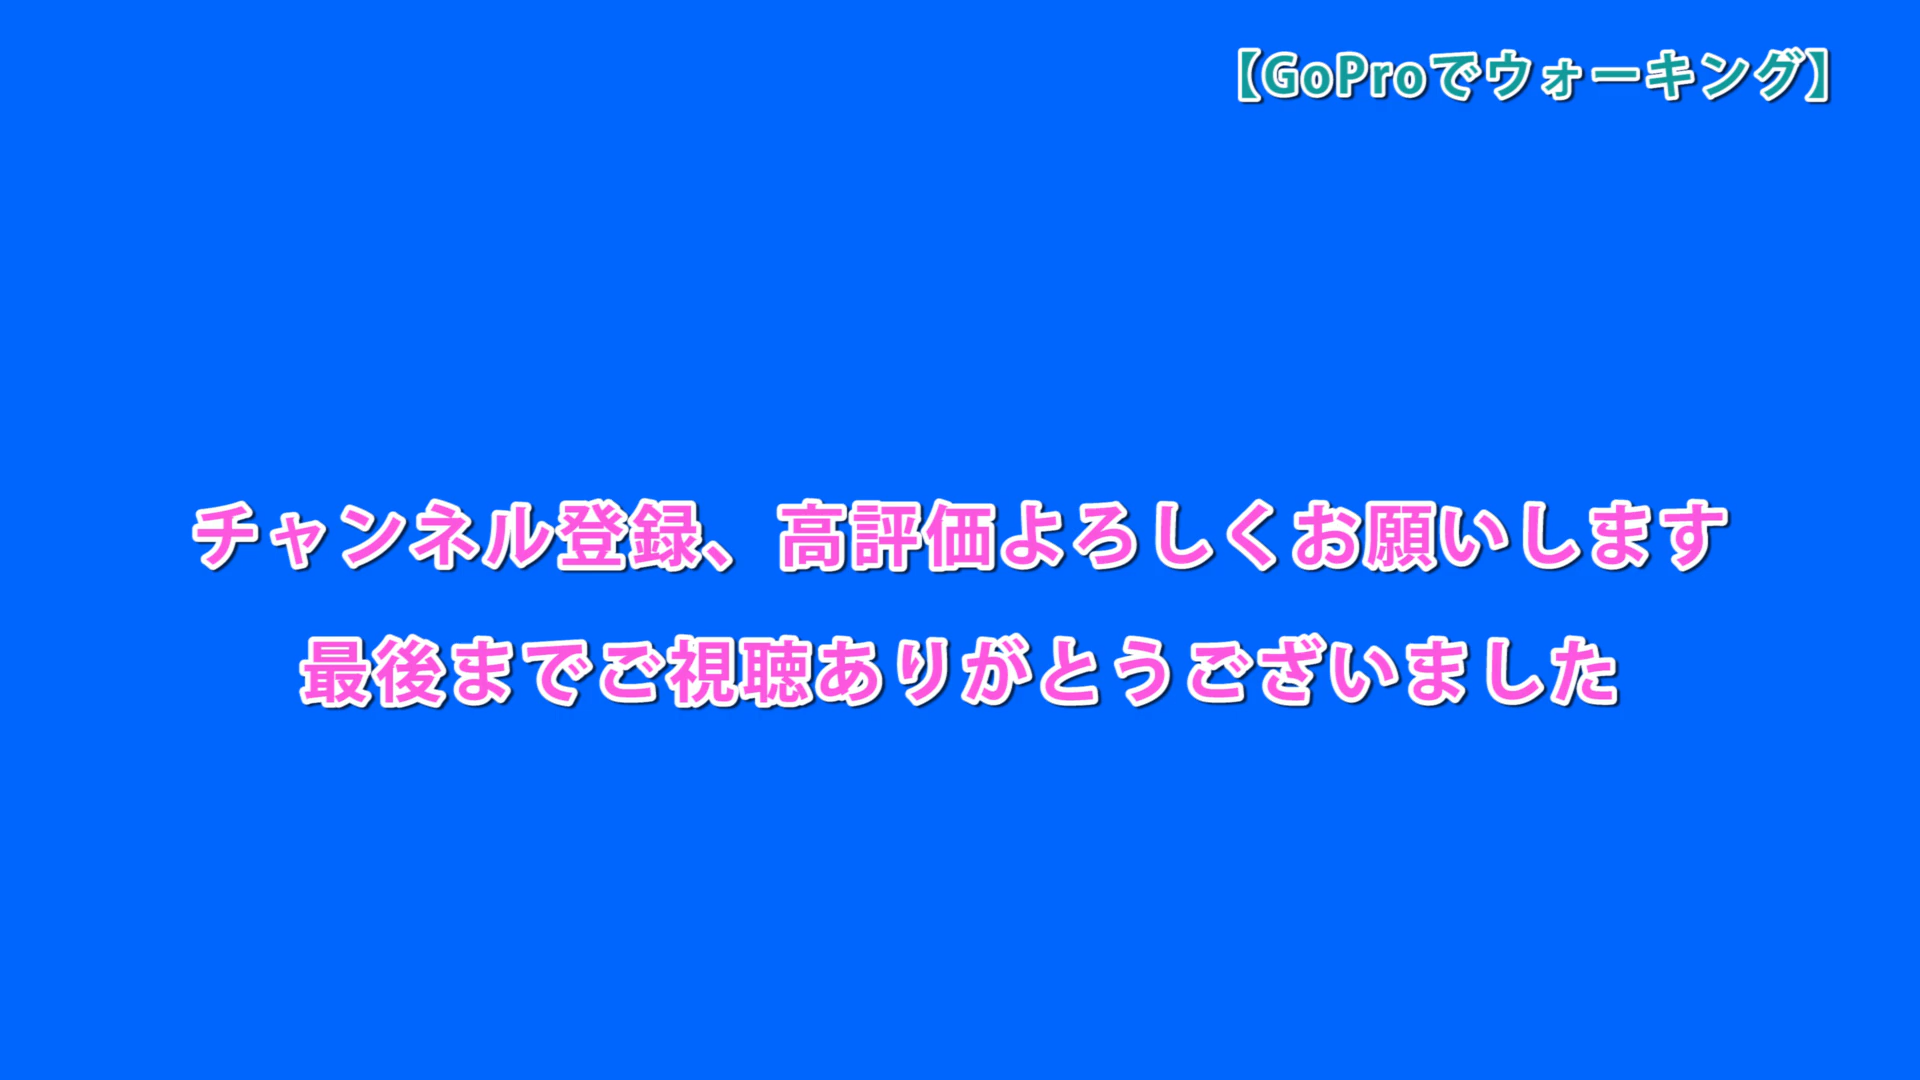 【GoProでウォーキング】
チャンネル登録、高評価よろしくお願いします
最後までご視聴ありがとうございました